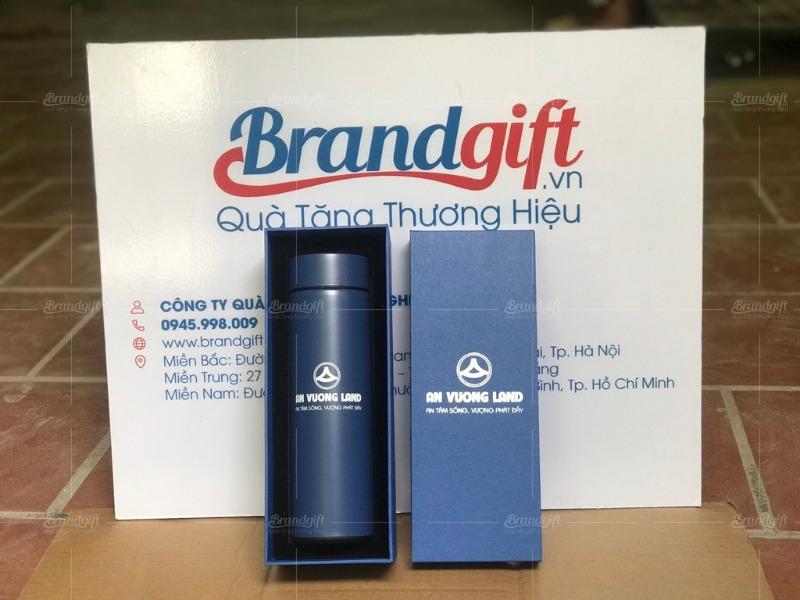 Brandgift
.vn
Quà Tặng Thương Hiệu
CÔNG TY QUÀ
0945.998.009
www.brandgift
Miền Bắc: , Tp. Hà Nội
Miền Trung: 27
Miền Nam: Bình, Tp. Hồ Chí Minh
AN VUONG LAND
AN TÂM SỐNG, VƯỢNG PHÁT ĐẦY
AN VUONG LAND
AN TÂM SỐNG, VƯỢNG PHÁT ĐẦY